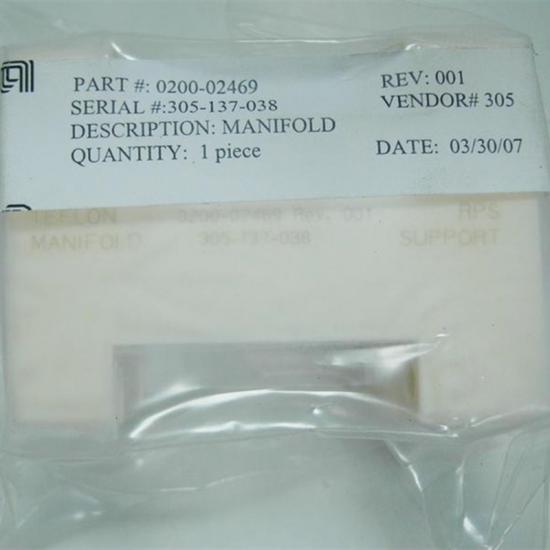 PART #: 0200-02469 REV: 001
SERIAL #:305-137-038 VENDOR# 305
DESCRIPTION: MANIFOLD
QUANTITY: 1 piece DATE: 03/30/07
TEFLON 0200-02469 Rev. 001 RPS
MANIFOLD 305-137-038 SUPPORT